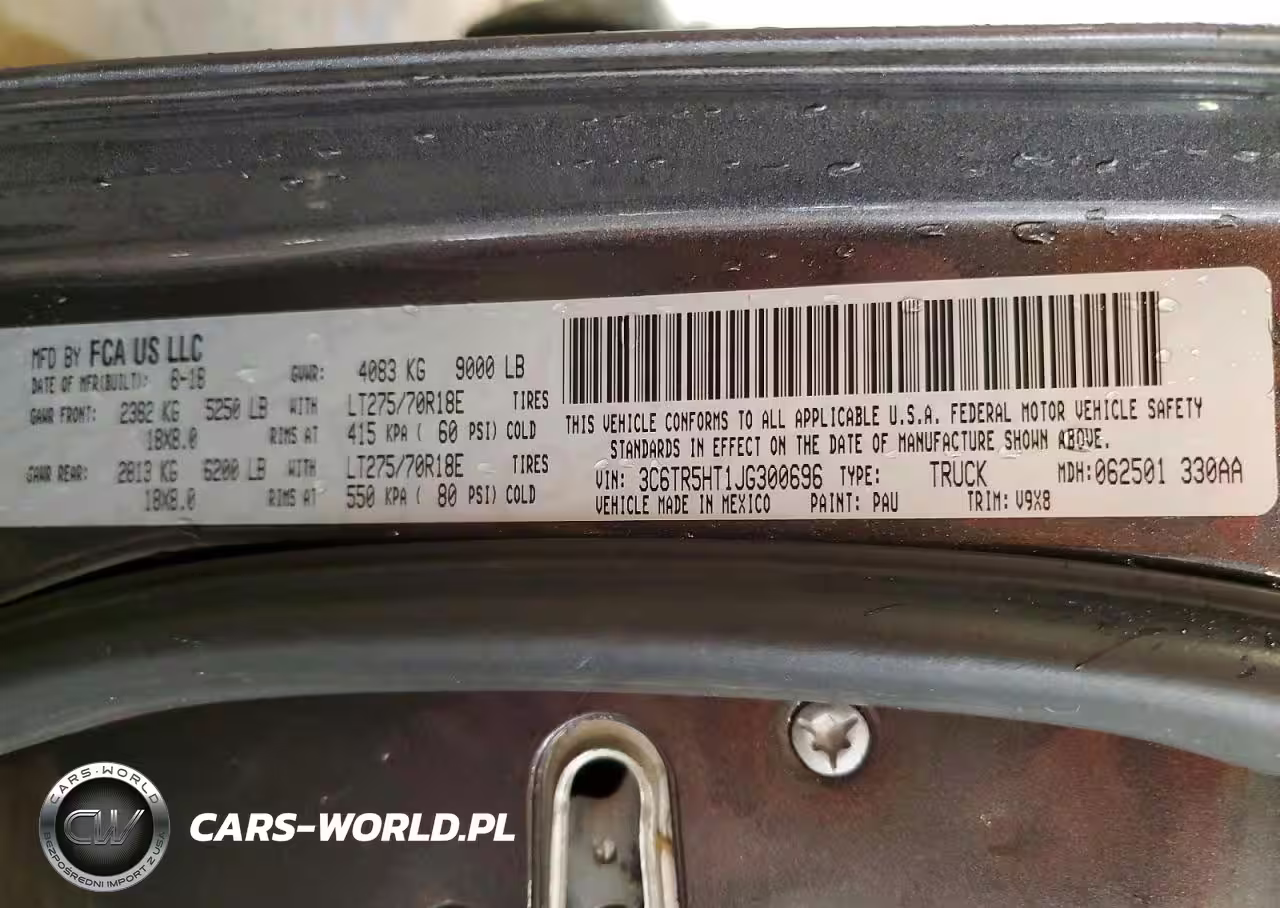 MFD BY FCA US LLC
DATE OF MFR(BUILT): 6-18 GVWR: 4083 KG 9000 LB
GAWR FRONT: 2382 KG 5250 LB WITH LT275/70R18E TIRES
18X8.0 RIMS AT 415 KPA ( 60 PSI) COLD
GAWR REAR: 2813 KG 6200 LB WITH LT275/70R18E TIRES
18X8.0 RIMS AT 550 KPA ( 80 PSI) COLD
THIS VEHICLE CONFORMS TO ALL APPLICABLE U.S.A. FEDERAL MOTOR VEHICLE SAFETY
STANDARDS IN EFFECT ON THE DATE OF MANUFACTURE SHOWN ABOVE.
VIN: 3C6TR5HT1JG300696 TYPE: TRUCK MDH:062501 330AA
VEHICLE MADE IN MEXICO PAINT: PAU TRIM: V9X8
CARS-WORLD
CW
BEZPOŚREDNI IMPORT Z USA
CARS-WORLD.PL